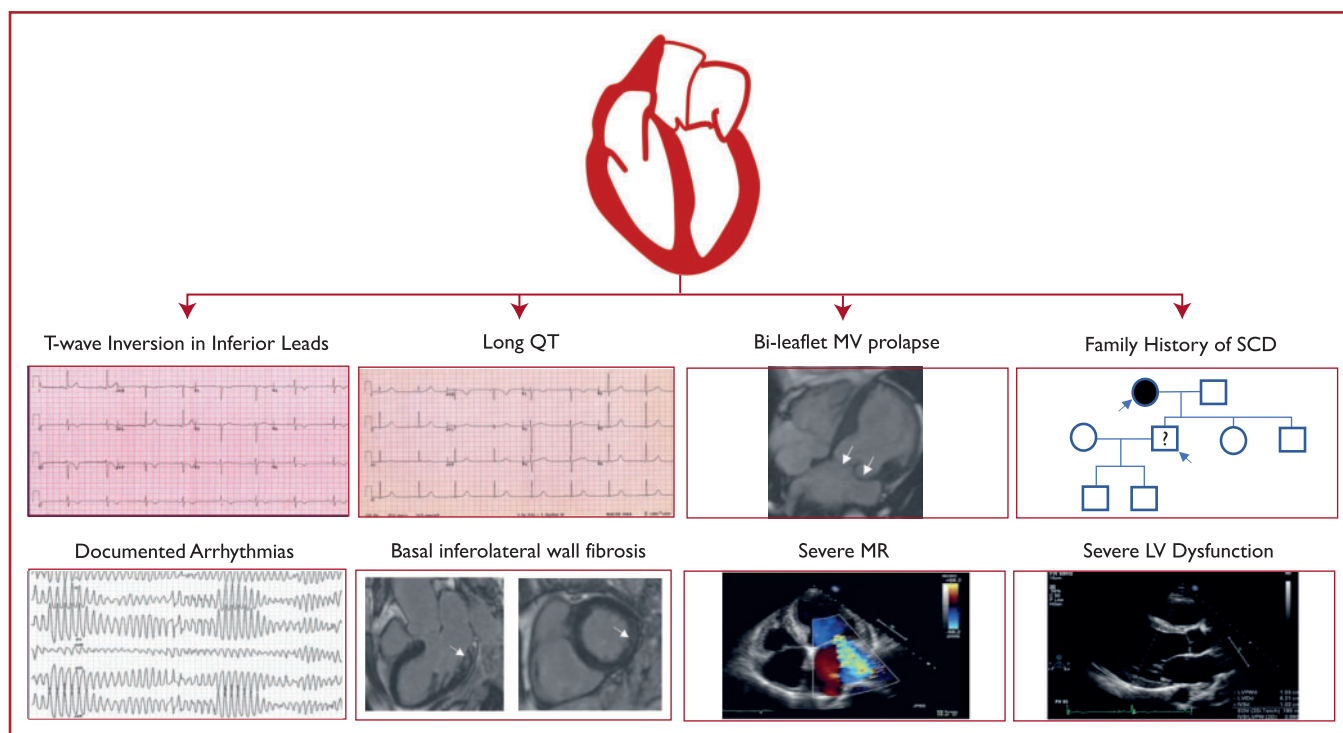 T-wave Inversion in Inferior Leads
Long QT
Bi-leaflet MV prolapse
Family History of SCD
?
Documented Arrhythmias
Basal inferolateral wall fibrosis
Severe MR
Severe LV Dysfunction